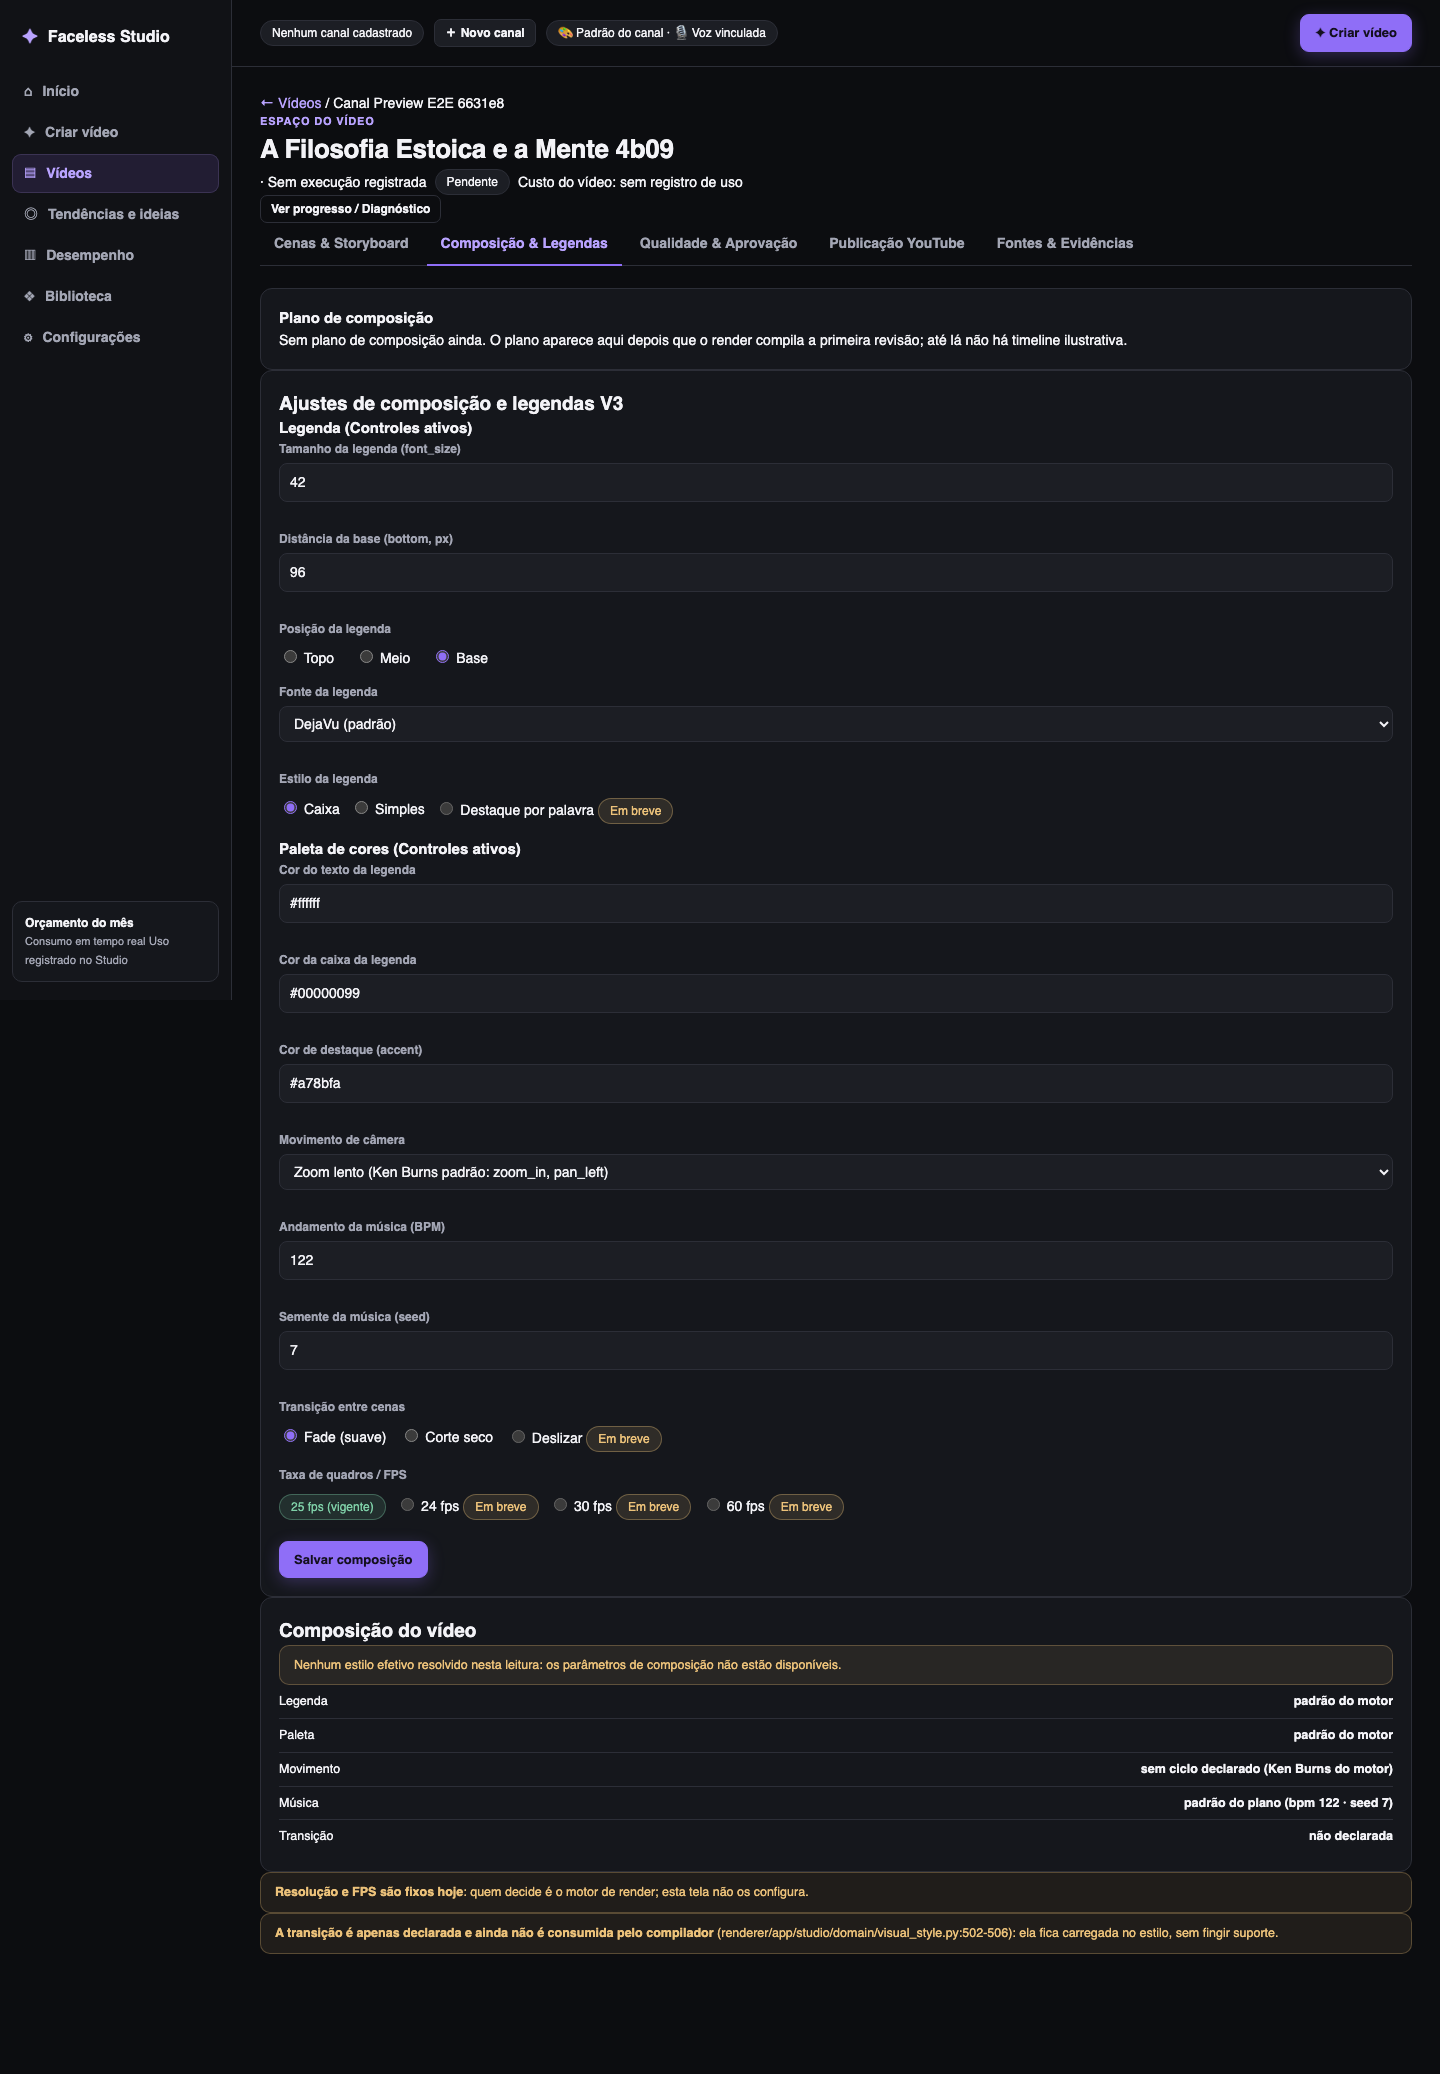 Faceless Studio
Início
Criar vídeo
Vídeos
Tendências e ideias
Desempenho
Biblioteca
Configurações
Orçamento do mês
Consumo em tempo real Uso
registrado no Studio
Nenhum canal cadastrado
+ Novo canal
Padrão do canal · Voz vinculada
✦ Criar vídeo
← Vídeos / Canal Preview E2E 6631e8
ESPAÇO DO VÍDEO
A Filosofia Estoica e a Mente 4b09
· Sem execução registrada Pendente Custo do vídeo: sem registro de uso
Ver progresso / Diagnóstico
Cenas & Storyboard Composição & Legendas Qualidade & Aprovação Publicação YouTube Fontes & Evidências
Plano de composição
Sem plano de composição ainda. O plano aparece aqui depois que o render compila a primeira revisão; até lá não há timeline ilustrativa.
Ajustes de composição e legendas V3
Legenda (Controles ativos)
Tamanho da legenda (font_size)
42
Distância da base (bottom, px)
96
Posição da legenda
Topo Meio Base
Fonte da legenda
DejaVu (padrão)
Estilo da legenda
Caixa Simples Destaque por palavra Em breve
Paleta de cores (Controles ativos)
Cor do texto da legenda
#ffffff
Cor da caixa da legenda
#00000099
Cor de destaque (accent)
#a78bfa
Movimento de câmera
Zoom lento (Ken Burns padrão: zoom_in, pan_left)
Andamento da música (BPM)
122
Semente da música (seed)
7
Transição entre cenas
Fade (suave) Corte seco Deslizar Em breve
Taxa de quadros / FPS
25 fps (vigente) 24 fps Em breve 30 fps Em breve 60 fps Em breve
Salvar composição
Composição do vídeo
Nenhum estilo efetivo resolvido nesta leitura: os parâmetros de composição não estão disponíveis.
Legenda padrão do motor
Paleta padrão do motor
Movimento sem ciclo declarado (Ken Burns do motor)
Música padrão do plano (bpm 122 · seed 7)
Transição não declarada
Resolução e FPS são fixos hoje: quem decide é o motor de render; esta tela não os configura.
A transição é apenas declarada e ainda não é consumida pelo compilador (renderer/app/studio/domain/visual_style.py:502-506): ela fica carregada no estilo, sem fingir suporte.